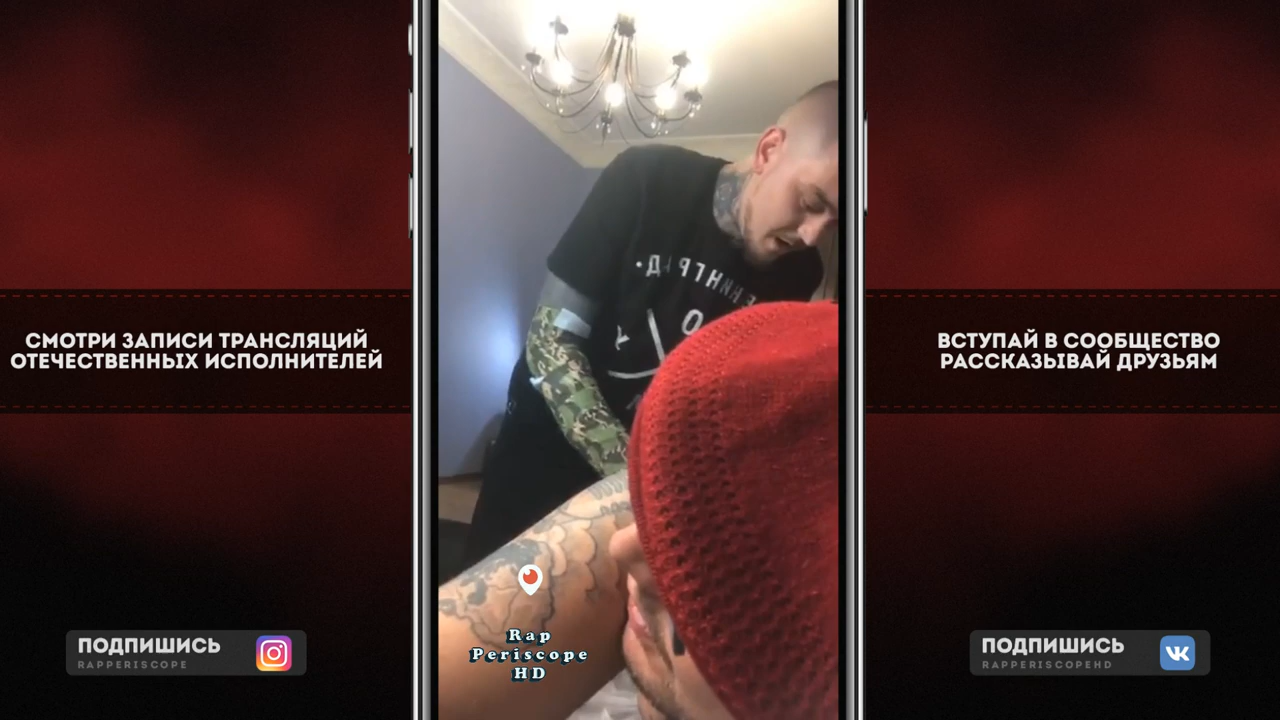 СМОТРИ ЗАПИСИ ТРАНСЛЯЦИЙ
ОТЕЧЕСТВЕННЫХ ИСПОЛНИТЕЛЕЙ
ВСТУПАЙ В СООБЩЕСТВО
РАССКАЗЫВАЙ ДРУЗЬЯМ
Rap
Periscope
HD
ПОДПИШИСЬ
RAPPERISCOPE
ПОДПИШИСЬ
RAPPERISCOPEHD